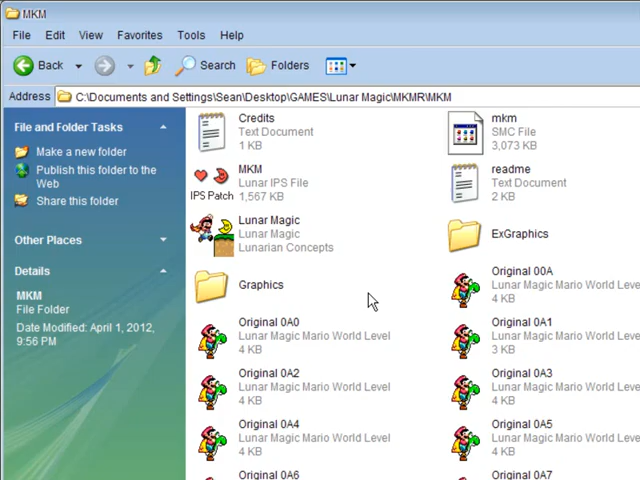 MKM
File Edit View Favorites Tools Help
Back Search Folders
Address C:\Documents and Settings\Sean\Desktop\GAMES\Lunar Magic\MKMR\MKM
File and Folder Tasks
Make a new folder
Publish this folder to the
Web
Share this folder
Other Places
Details
MKM
File Folder
Date Modified: April 1, 2012,
9:56 PM
Credits
Text Document
1 KB
mkm
SMC File
3,073 KB
IPS Patch
MKM
Lunar IPS File
1,567 KB
readme
Text Document
2 KB
Lunar Magic
Lunar Magic
Lunarian Concepts
ExGraphics
Graphics
Original 00A
Lunar Magic Mario World Level
4 KB
Original 0A0
Lunar Magic Mario World Level
4 KB
Original 0A1
Lunar Magic Mario World Level
3 KB
Original 0A2
Lunar Magic Mario World Level
4 KB
Original 0A3
Lunar Magic Mario World Level
4 KB
Original 0A4
Lunar Magic Mario World Level
4 KB
Original 0A5
Lunar Magic Mario World Level
4 KB
Original 0A6
Original 0A7